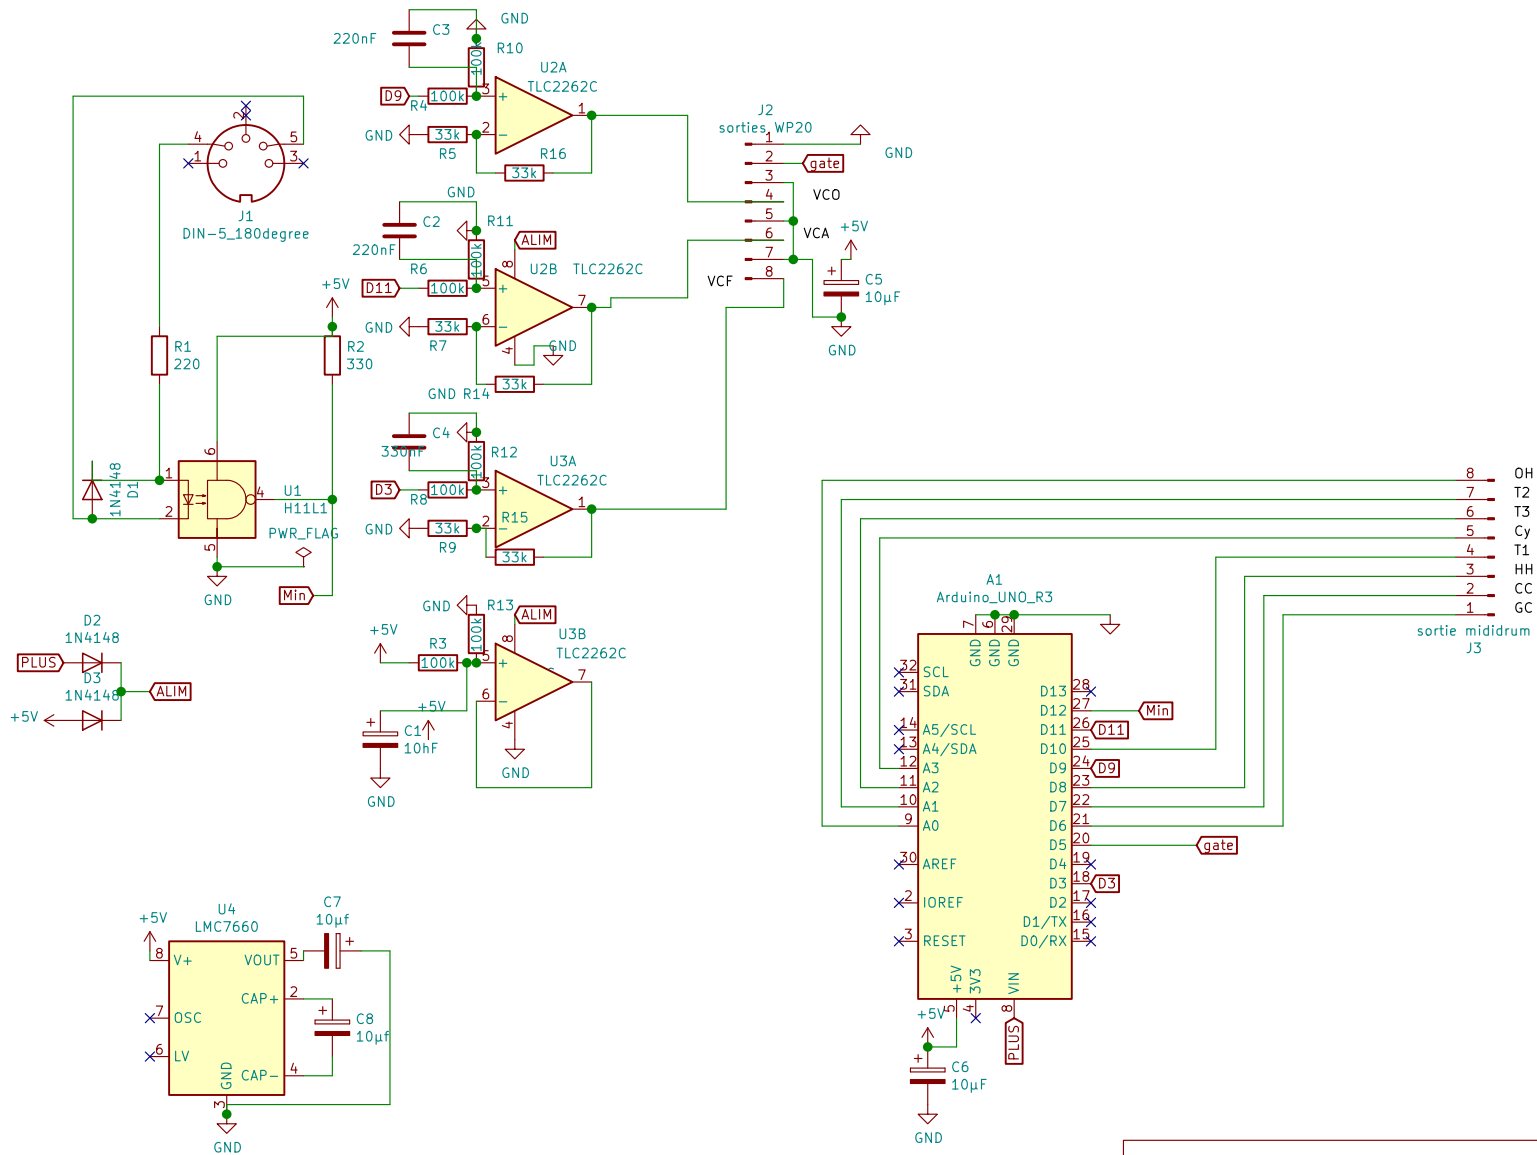 C3
220nF
GND
100k
R10
D9
R4
100k
3
+
U2A
TLC2262C
1
GND
33k
2
−
R5
R16
33k
J2
sorties WP20
1
2
3
4
5
6
7
8
GND
gate
VCO
VCA
VCF
+5V
+
C5
10µF
GND
2
4
5
1
3
J1
DIN-5_180degree
GND
C2
220nF
R11
100k
ALIM
R6
D11
100k
5
+
8
U2B
TLC2262C
7
GND
33k
6
−
R7
4
GND
33k
GND R14
+5V
R1
220
R2
330
C4
330nF
R12
100k
D3
R8
100k
3
+
U3A
TLC2262C
1
R15
GND
33k
2
−
R9
33k
1N4148
D1
1
2
6
4
5
U1
H11L1
PWR_FLAG
GND
Min
D2
1N4148
PLUS
D3
1N4148
ALIM
+5V
GND
R13
100k
ALIM
+5V
R3
100k
5
+
8
U3B
TLC2262C
7
6
−
4
GND
+5V
+
C1
10hF
GND
8
OH
7
T2
6
T3
5
Cy
4
T1
3
HH
2
CC
1
GC
sortie mididrum
J3
A1
Arduino_UNO_R3
7
6
29
GND
GND
GND
32
SCL
31
SDA
14
A5/SCL
13
A4/SDA
12
A3
11
A2
10
A1
9
A0
30
AREF
2
IOREF
3
RESET
D13
28
D12
27
Min
D11
26
D11
D10
25
D9
24
D9
D8
23
D7
22
D6
21
D5
20
gate
D4
19
D3
18
D3
D2
17
D1/TX
16
D0/RX
15
+5V
3V3
VIN
5
4
8
PLUS
+5V
+
C6
10µF
GND
U4
LMC7660
+5V
8
V+
7
OSC
6
LV
VOUT
5
CAP+
2
CAP−
4
GND
3
GND
C7
10µf
+
+
C8
10µf